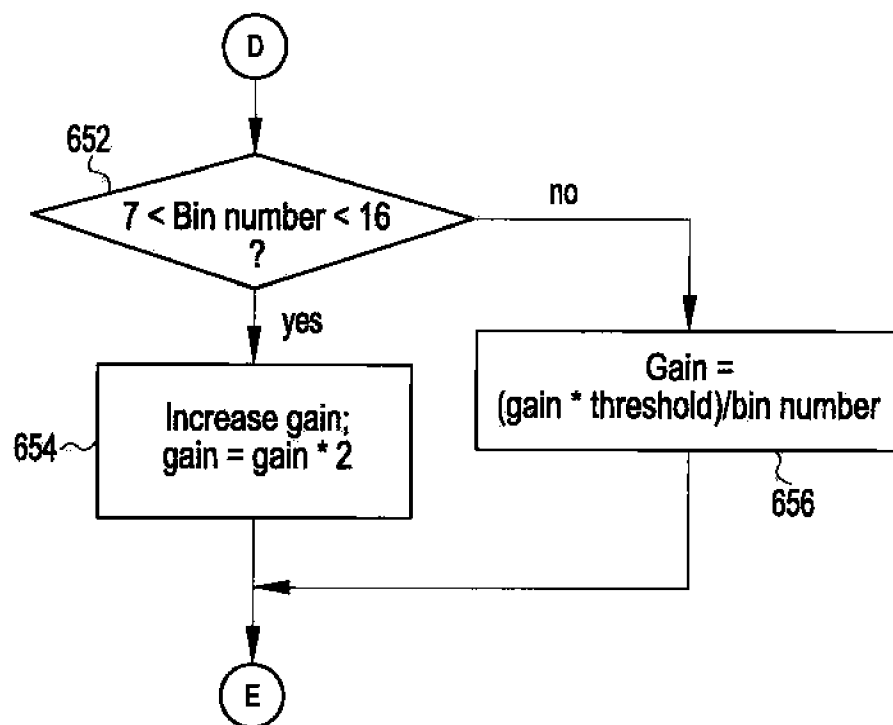 D
652
7 < Bin number < 16
?
no
yes
Increase gain;
gain = gain * 2
654
Gain =
(gain * threshold)/bin number
656
E